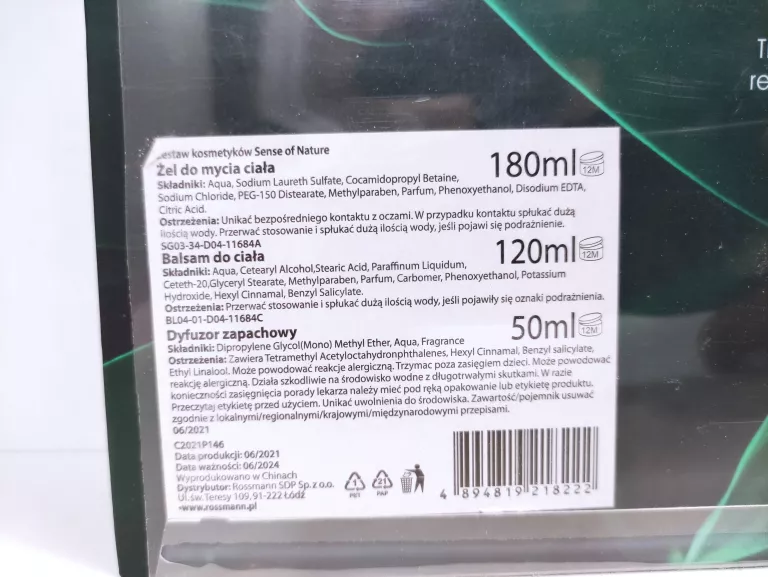 Zestaw kosmetyków Sense of Nature
Żel do mycia ciała
180ml
12M
Składniki: Aqua, Sodium Laureth Sulfate, Cocamidopropyl Betaine,
Sodium Chloride, PEG-150 Distearate, Methylparaben, Parfum, Phenoxyethanol, Disodium EDTA,
Citric Acid.
Ostrzeżenia: Unikać bezpośredniego kontaktu z oczami. W przypadku kontaktu spłukać dużą
ilością wody. Przerwać stosowanie i spłukać dużą ilością wody, jeśli pojawi się podrażnienie.
SG03-34-D04-11684A
Balsam do ciała
120ml
12M
Składniki: Aqua, Cetearyl Alcohol,Stearic Acid, Paraffinum Liquidum,
Ceteth-20,Glyceryl Stearate, Methylparaben, Parfum, Carbomer, Phenoxyethanol, Potassium
Hydroxide, Hexyl Cinnamal, Benzyl Salicylate.
Ostrzeżenia: Przerwać stosowanie i spłukać dużą ilością wody, jeśli pojawiły się oznaki podrażnienia.
BL04-01-D04-11684C
Dyfuzor zapachowy
50ml
12M
Składniki: Dipropylene Glycol(Mono) Methyl Ether, Aqua, Fragrance
Ostrzeżenia: Zawiera Tetramethyl Acetyloctahydronphthalenes, Hexyl Cinnamal, Benzyl salicylate,
Ethyl Linalool. Może powodować reakcje alergiczną. Trzymac poza zasięgiem dzieci. Może powodować
reakcję alergiczną. Działa szkodliwie na środowisko wodne z długotrwałymi skutkami. W razie
konieczności zasięgnięcia porady lekarza należy mieć pod ręką opakowanie lub etykietę produktu.
Przeczytaj etykietę przed użyciem. Unikać uwolnienia do środowiska. Zawartość/pojemnik usuwać
zgodnie z lokalnymi/regionalnymi/krajowymi/międzynarodowymi przepisami.
06/2021
C2021P146
Data produkcji: 06/2021
Data ważności: 06/2024
Wyprodukowano w Chinach
Dystrybutor: Rossmann SDP Sp.z o.o.
Ul.św. Teresy 109, 91-222 Łódź
www.rossmann.pl
1
PET
21
PAP
4 894819 218222